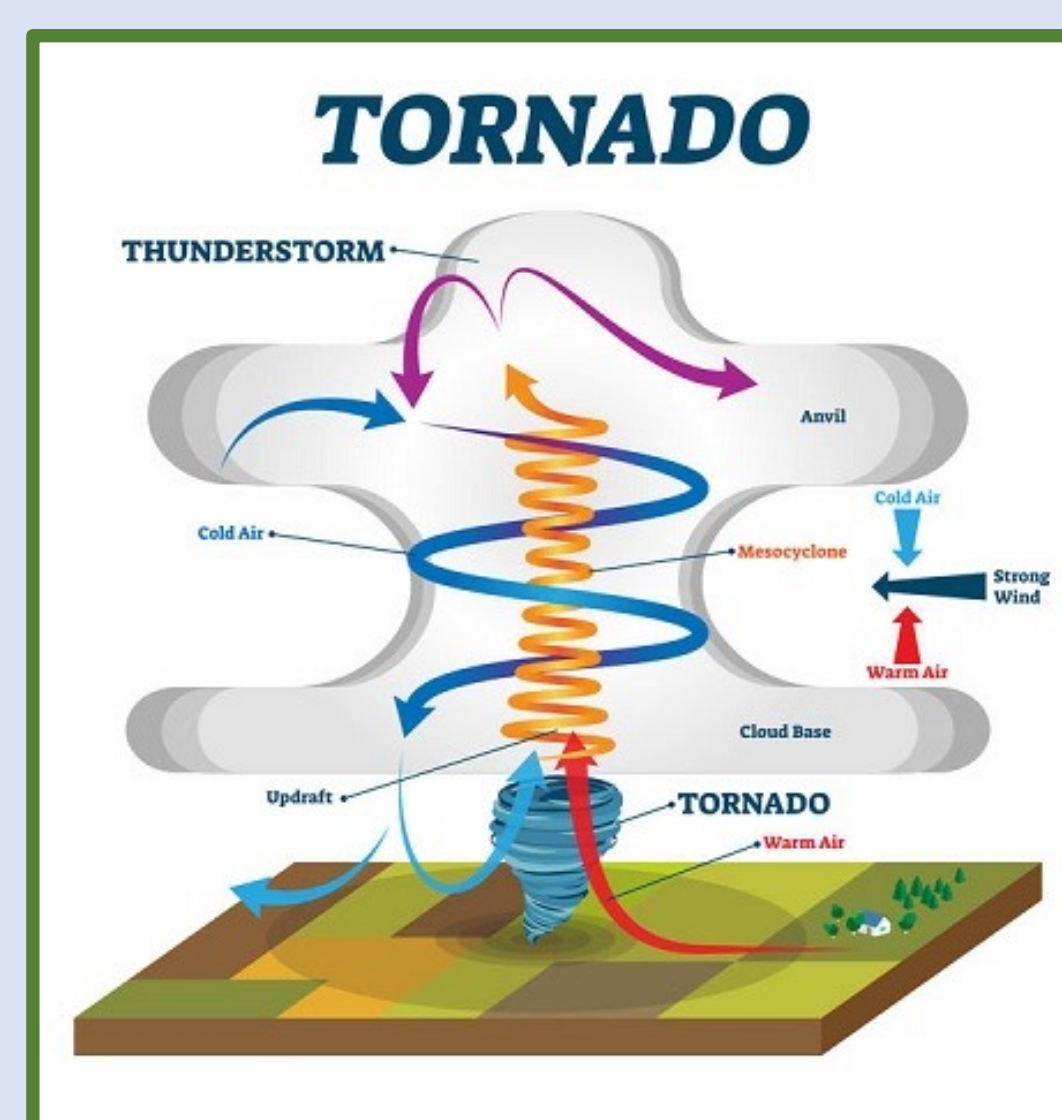 TORNADO
THUNDERSTORM
Anvil
Cold Air
Cold Air
Mesocyclone
Strong
Wind
Warm Air
Cloud Base
Updraft
TORNADO
Warm Air